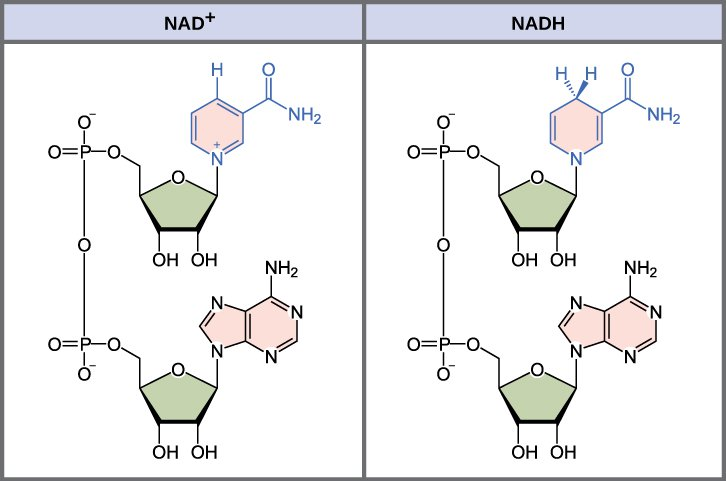 NAD⁺ NADH
H O H H O
NH₂ NH₂
O⁻ O⁻
O P O N⁺ O P O N
O O
OH OH OH OH
O O
NH₂ NH₂
N N N N
O P O N N O P O N N
O⁻ O O⁻ O
OH OH OH OH